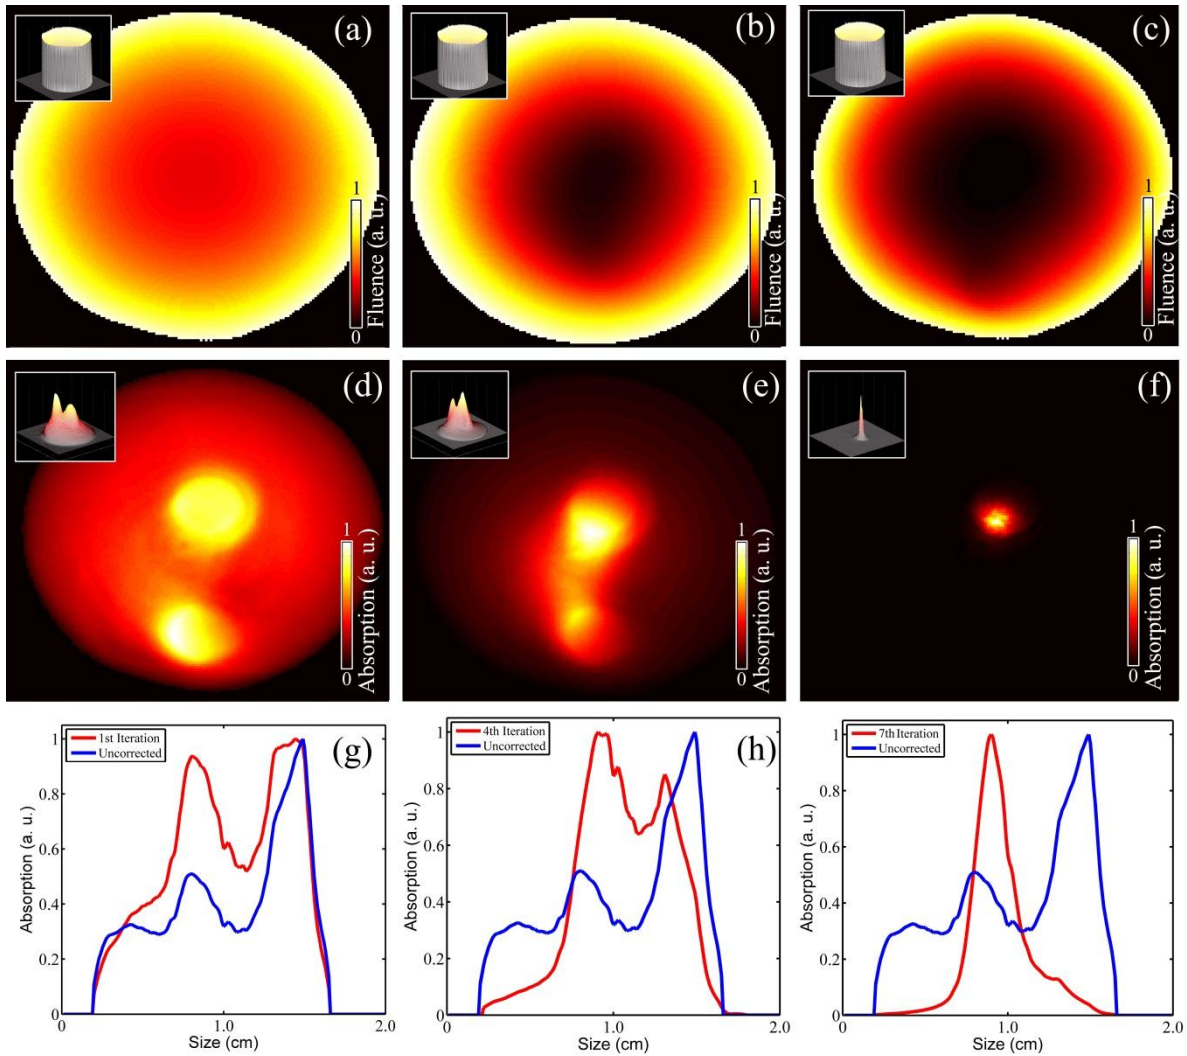 (a)
1
Fluence (a. u.)
0
(b)
1
Fluence (a. u.)
0
(c)
1
Fluence (a. u.)
0
(d)
1
Absorption (a. u.)
0
(e)
1
Absorption (a. u.)
0
(f)
1
Absorption (a. u.)
0
1st Iteration
Uncorrected
(g)
Absorption (a. u.)
1
0.8
0.6
0.4
0.2
0
0
1.0
2.0
Size (cm)
4th Iteration
Uncorrected
(h)
Absorption (a. u.)
1
0.8
0.6
0.4
0.2
0
0
1.0
2.0
Size (cm)
7th Iteration
Uncorrected
Absorption (a. u.)
1
0.8
0.6
0.4
0.2
0
0
1.0
2.0
Size (cm)